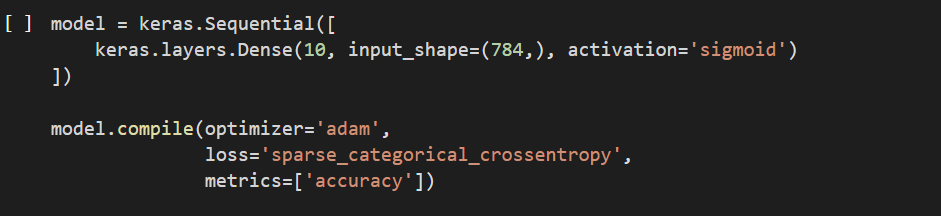 [ ] model = keras.Sequential([
    keras.layers.Dense(10, input_shape=(784,), activation='sigmoid')
])
model.compile(optimizer='adam',
              loss='sparse_categorical_crossentropy',
              metrics=['accuracy'])